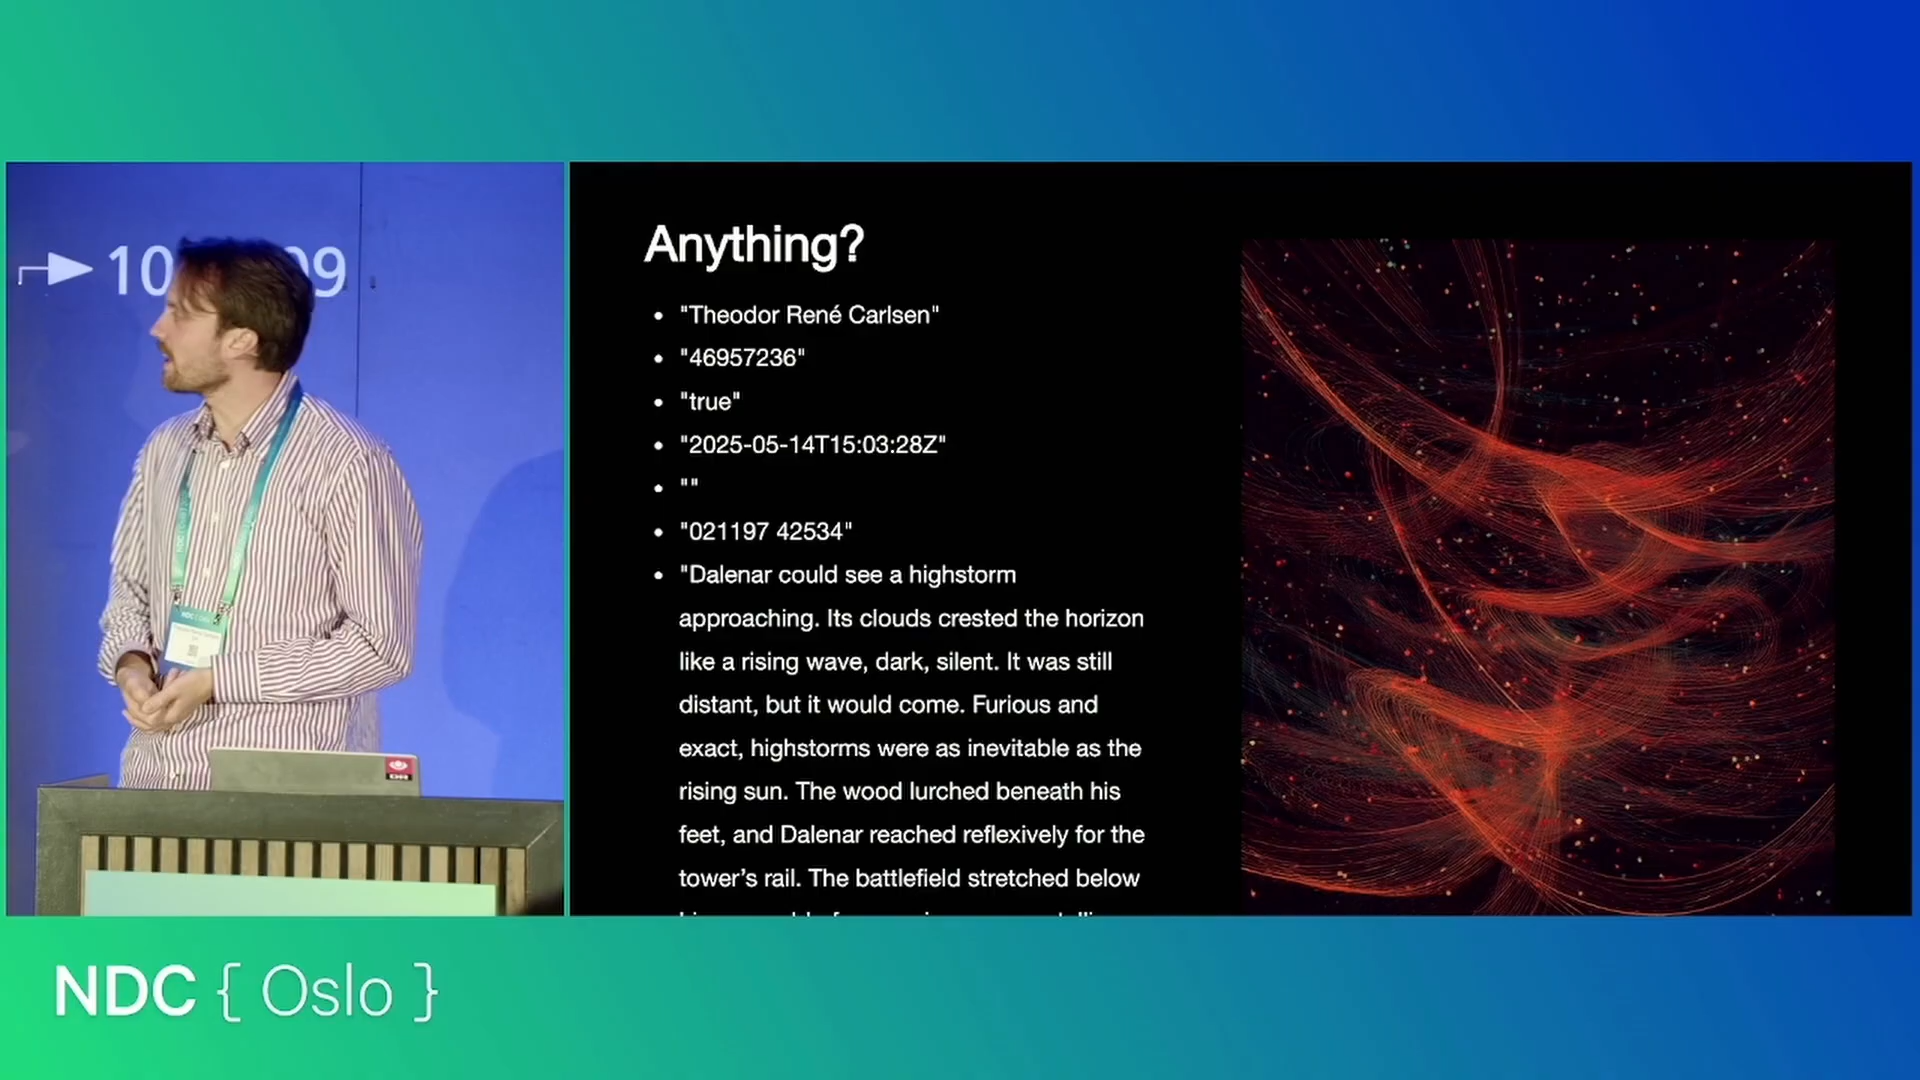 10 09
Anything?
• "Theodor René Carlsen"
• "46957236"
• "true"
• "2025-05-14T15:03:28Z"
• ""
• "021197 42534"
• "Dalenar could see a highstorm
approaching. Its clouds crested the horizon
like a rising wave, dark, silent. It was still
distant, but it would come. Furious and
exact, highstorms were as inevitable as the
rising sun. The wood lurched beneath his
feet, and Dalenar reached reflexively for the
tower’s rail. The battlefield stretched below
DR
NDC { Oslo }